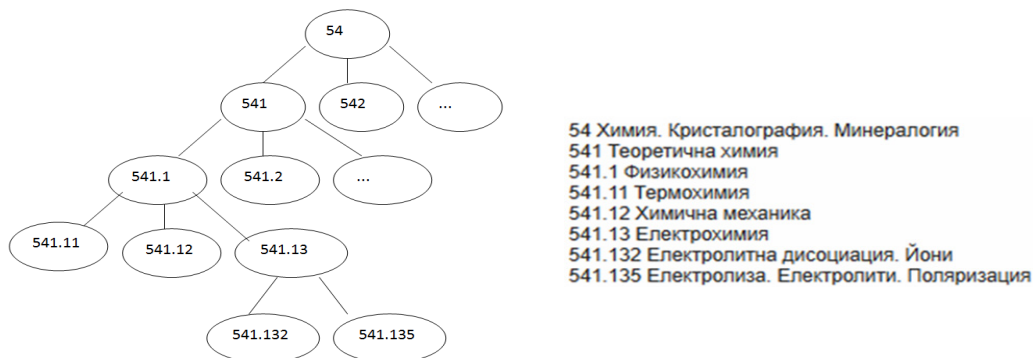 54
541
542
...
541.1
541.2
...
541.11
541.12
541.13
541.132
541.135
54 Химия. Кристалография. Минералогия
541 Теоретична химия
541.1 Физикохимия
541.11 Термохимия
541.12 Химична механика
541.13 Електрохимия
541.132 Електролитна дисоциация. Йони
541.135 Електролиза. Електролити. Поляризация